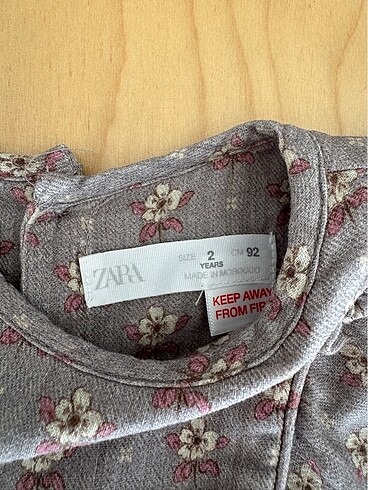 ZARA
SIZE 2 CM 92
YEARS
MADE IN MOROCCO
KEEP AWAY
FROM FIR